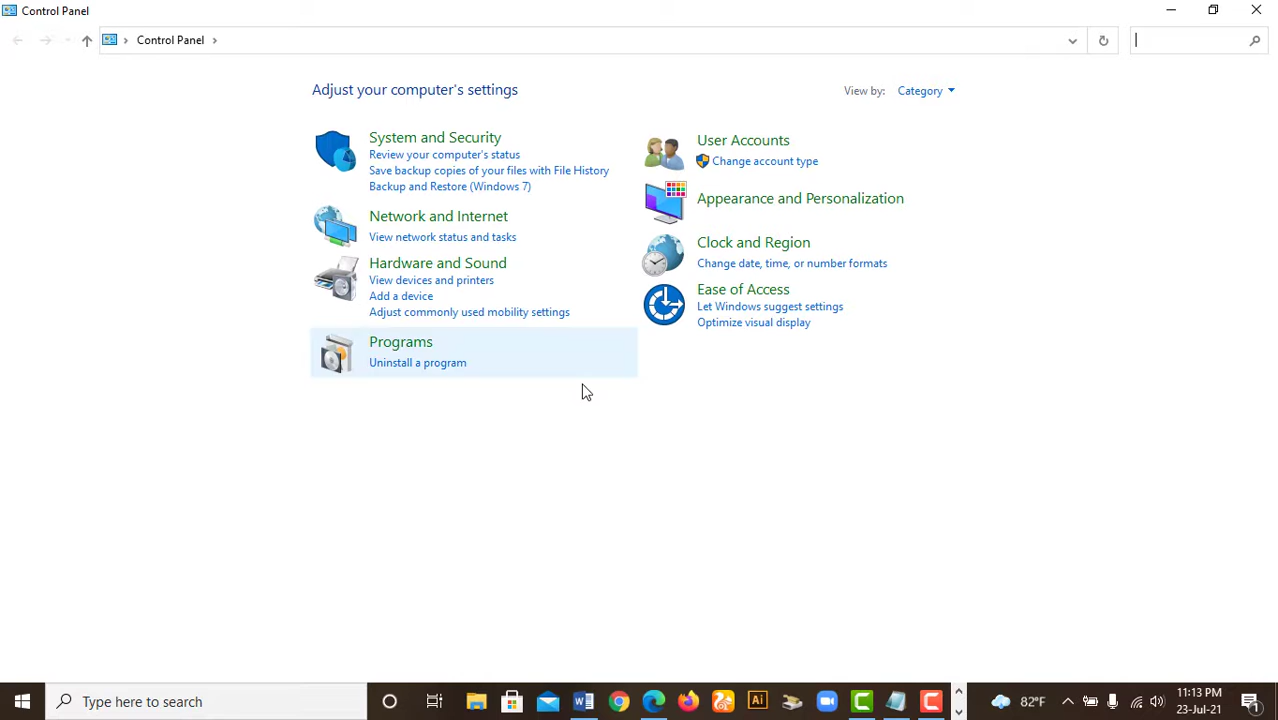 Control Panel
Control Panel
Adjust your computer's settings
View by: Category
System and Security
Review your computer's status
Save backup copies of your files with File History
Backup and Restore (Windows 7)
Network and Internet
View network status and tasks
Hardware and Sound
View devices and printers
Add a device
Adjust commonly used mobility settings
Programs
Uninstall a program
User Accounts
Change account type
Appearance and Personalization
Clock and Region
Change date, time, or number formats
Ease of Access
Let Windows suggest settings
Optimize visual display
Type here to search
W
Ai
C
C
82°F
11:13 PM
23-Jul-21
1